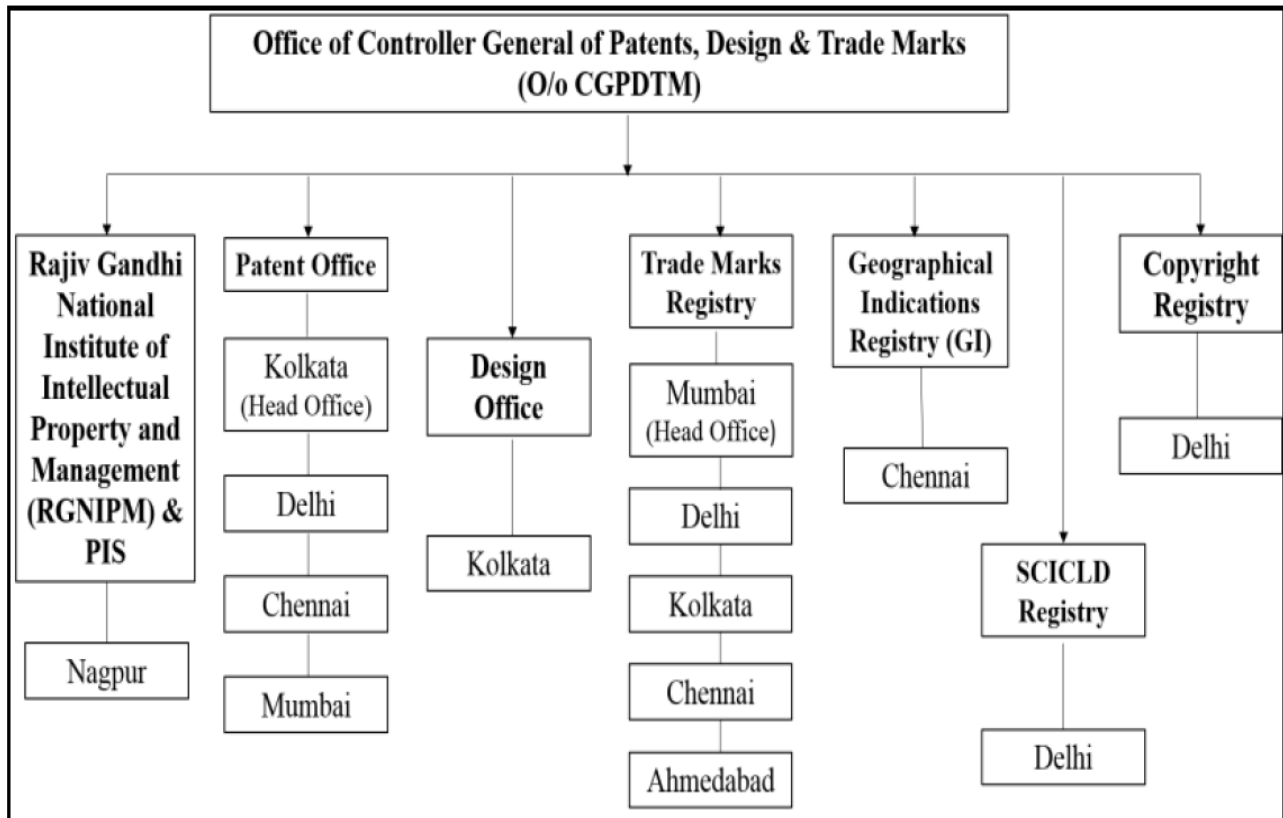 Office of Controller General of Patents, Design & Trade Marks
(O/o CGPDTM)
Rajiv Gandhi
National
Institute of
Intellectual
Property and
Management
(RGNIPM) &
PIS
Nagpur
Patent Office
Kolkata
(Head Office)
Delhi
Chennai
Mumbai
Design
Office
Kolkata
Trade Marks
Registry
Mumbai
(Head Office)
Delhi
Kolkata
Chennai
Ahmedabad
Geographical
Indications
Registry (GI)
Chennai
SCICLD
Registry
Delhi
Copyright
Registry
Delhi